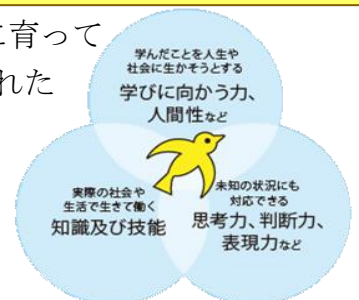 に育って
れた
学んだことを人生や
社会に生かそうとする
学びに向かう力、
人間性など
実際の社会や
生活で生きて働く
知識及び技能
未知の状況にも
対応できる
思考力、判断力、
表現力など